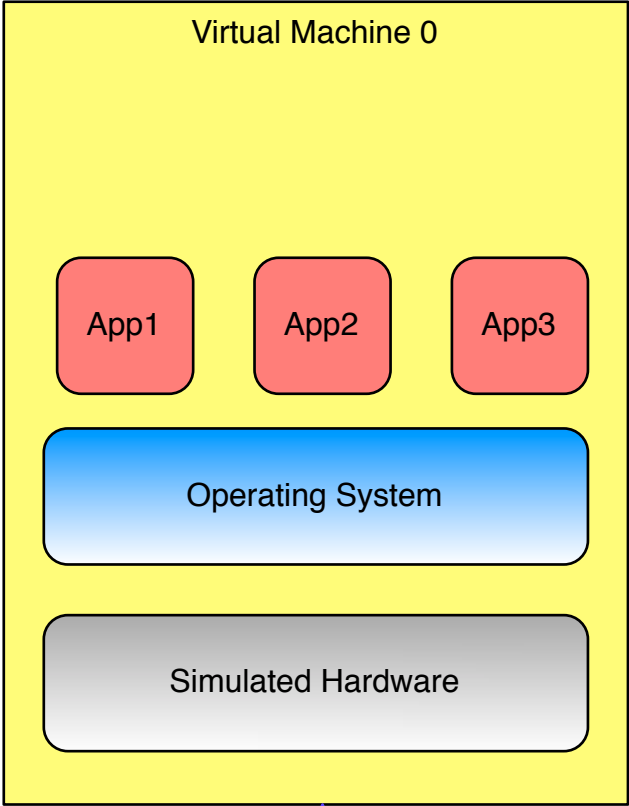 Virtual Machine 0
App1
App2
App3
Operating System
Simulated Hardware